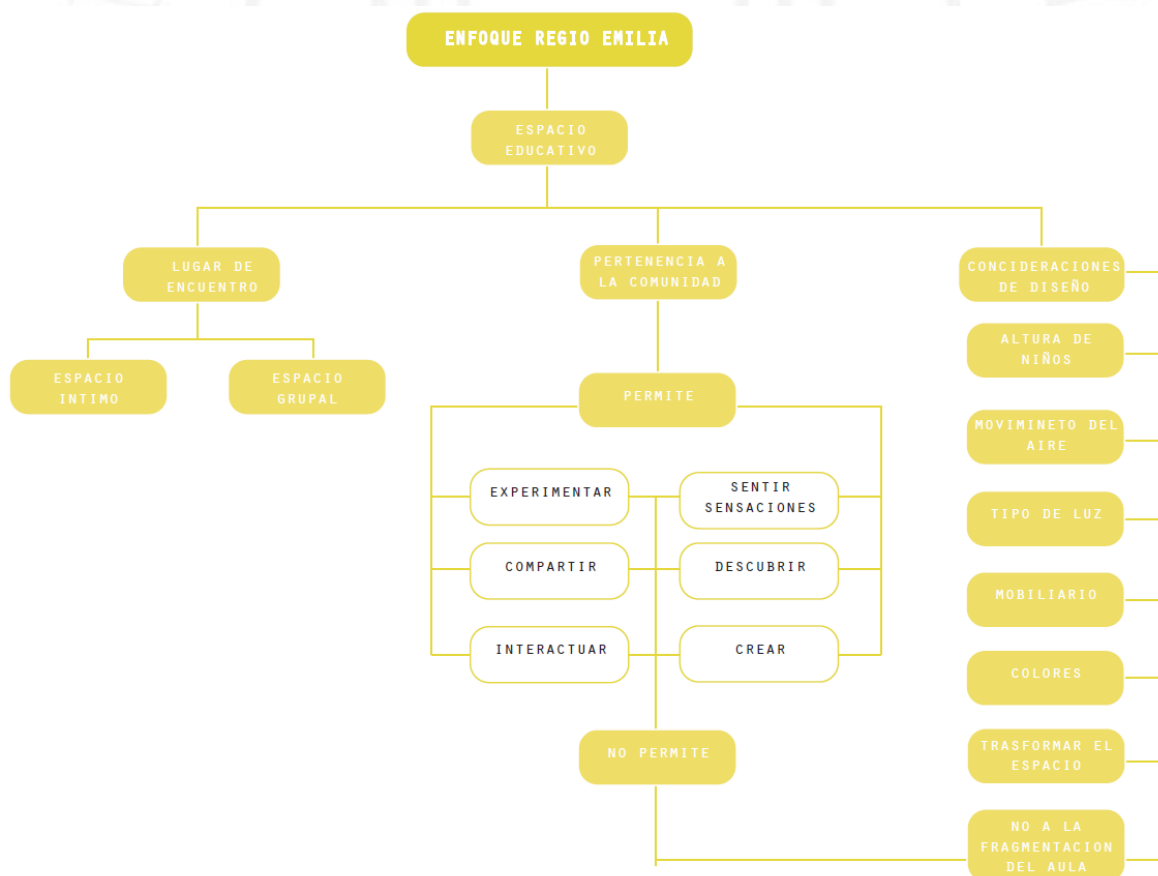 ENFOQUE REGIO EMILIA
ESPACIO
EDUCATIVO
LUGAR DE
ENCUENTRO
ESPACIO
INTIMO
ESPACIO
GRUPAL
PERTENENCIA A
LA COMUNIDAD
PERMITE
EXPERIMENTAR
SENTIR
SENSACIONES
COMPARTIR
DESCUBRIR
INTERACTUAR
CREAR
NO PERMITE
CONCIDERACIONES
DE DISEÑO
ALTURA DE
NIÑOS
MOVIMINETO DEL
AIRE
TIPO DE LUZ
MOBILIARIO
COLORES
TRASFORMAR EL
ESPACIO
NO A LA
FRAGMENTACION
DEL AULA